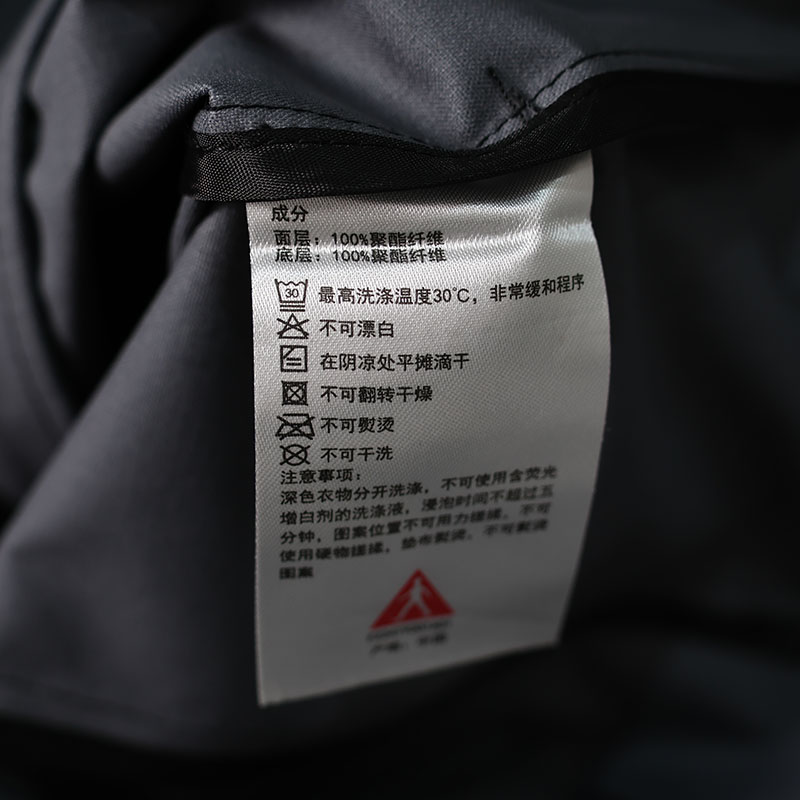 成分
面层：100%聚酯纤维
底层：100%聚酯纤维
30 最高洗涤温度30℃，非常缓和程序
不可漂白
在阴凉处平摊滴干
不可翻转干燥
不可熨烫
不可干洗
注意事项：
深色衣物分开洗涤，不可使用含荧光
增白剂的洗涤液，浸泡时间不超过五
分钟，图案位置不可用力搓揉。不可
使用硬物搓揉，垫布熨烫。不可熨烫
图案